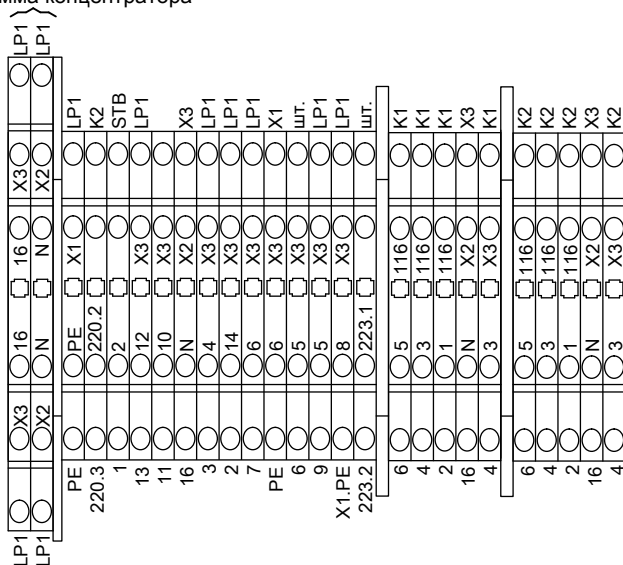 мма концентратора
LP1 LP1
LP1 K2 STB LP1 X3 LP1 LP1 LP1 X1 шт. LP1 LP1 шт. K1 K1 K1 X3 K1 K2 K2 K2 X3 K2
X3 X2
16 N X1 X3 X3 X2 X3 X3 X3 X3 X3 X3 X3 116 116 116 X2 X3 116 116 116 X2 X3
16 N PE 220.2 2 12 10 N 4 14 6 6 5 5 8 223.1 5 3 1 N 3 5 3 1 N 3
X3 X2
PE 220.3 1 13 11 16 3 2 7 PE 6 9 X1.PE 223.2 6 4 2 16 4 6 4 2 16 4
LP1 LP1